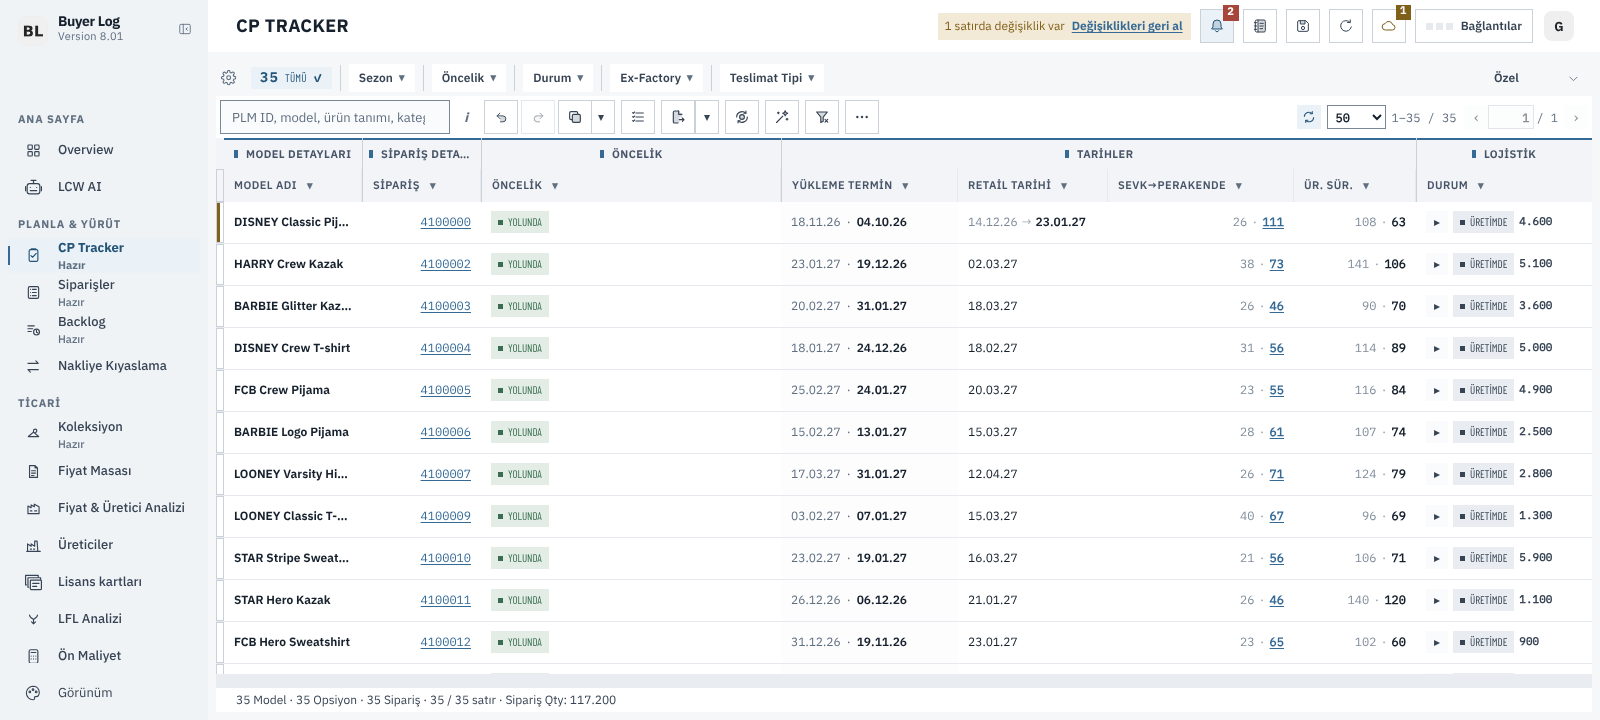 BL
Buyer Log
Version 8.01
ANA SAYFA
Overview
LCW AI
PLANLA & YÜRÜT
CP Tracker
Hazır
Siparişler
Hazır
Backlog
Hazır
Nakliye Kıyaslama
TİCARİ
Koleksiyon
Hazır
Fiyat Masası
Fiyat & Üretici Analizi
Üreticiler
Lisans kartları
LFL Analizi
Ön Maliyet
Görünüm
CP TRACKER
1 satırda değişiklik var Değişiklikleri geri al
2
1
Bağlantılar
G
35 TÜMÜ
Sezon ▾
Öncelik ▾
Durum ▾
Ex-Factory ▾
Teslimat Tipi ▾
Özel
PLM ID, model, ürün tanımı, kateg
i
50
1–35 / 35
‹ 1 / 1 ›
MODEL DETAYLARI SİPARİŞ DETA... ÖNCELİK TARİHLER LOJİSTİK
MODEL ADI ▼ SİPARİŞ ▼ ÖNCELİK ▼ YÜKLEME TERMİN ▼ RETAIL TARİHİ ▼ SEVK→PERAKENDE ▼ ÜR. SÜR. ▼ DURUM ▼
DISNEY Classic Pij... 4100000 YOLUNDA 18.11.26 · 04.10.26 14.12.26 → 23.01.27 26 · 111 108 · 63 ▸ ÜRETİMDE 4.600
HARRY Crew Kazak 4100002 YOLUNDA 23.01.27 · 19.12.26 02.03.27 38 · 73 141 · 106 ▸ ÜRETİMDE 5.100
BARBIE Glitter Kaz... 4100003 YOLUNDA 20.02.27 · 31.01.27 18.03.27 26 · 46 90 · 70 ▸ ÜRETİMDE 3.600
DISNEY Crew T-shirt 4100004 YOLUNDA 18.01.27 · 24.12.26 18.02.27 31 · 56 114 · 89 ▸ ÜRETİMDE 5.000
FCB Crew Pijama 4100005 YOLUNDA 25.02.27 · 24.01.27 20.03.27 23 · 55 116 · 84 ▸ ÜRETİMDE 4.900
BARBIE Logo Pijama 4100006 YOLUNDA 15.02.27 · 13.01.27 15.03.27 28 · 61 107 · 74 ▸ ÜRETİMDE 2.500
LOONEY Varsity Hi... 4100007 YOLUNDA 17.03.27 · 31.01.27 12.04.27 26 · 71 124 · 79 ▸ ÜRETİMDE 2.800
LOONEY Classic T-... 4100009 YOLUNDA 03.02.27 · 07.01.27 15.03.27 40 · 67 96 · 69 ▸ ÜRETİMDE 1.300
STAR Stripe Sweat... 4100010 YOLUNDA 23.02.27 · 19.01.27 16.03.27 21 · 56 106 · 71 ▸ ÜRETİMDE 5.900
STAR Hero Kazak 4100011 YOLUNDA 26.12.26 · 06.12.26 21.01.27 26 · 46 140 · 120 ▸ ÜRETİMDE 1.100
FCB Hero Sweatshirt 4100012 YOLUNDA 31.12.26 · 19.11.26 23.01.27 23 · 65 102 · 60 ▸ ÜRETİMDE 900
35 Model · 35 Opsiyon · 35 Sipariş · 35 / 35 satır · Sipariş Qty: 117.200